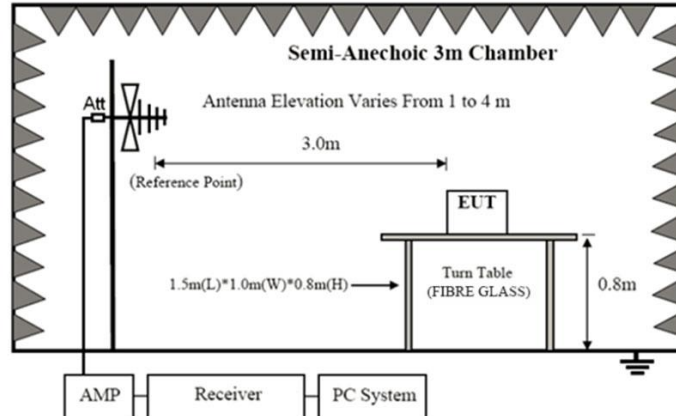 Semi-Anechoic 3m Chamber
Att
Antenna Elevation Varies From 1 to 4 m
3.0m
(Reference Point)
EUT
1.5m(L)*1.0m(W)*0.8m(H)
Turn Table
(FIBRE GLASS)
0.8m
AMP
Receiver
PC System